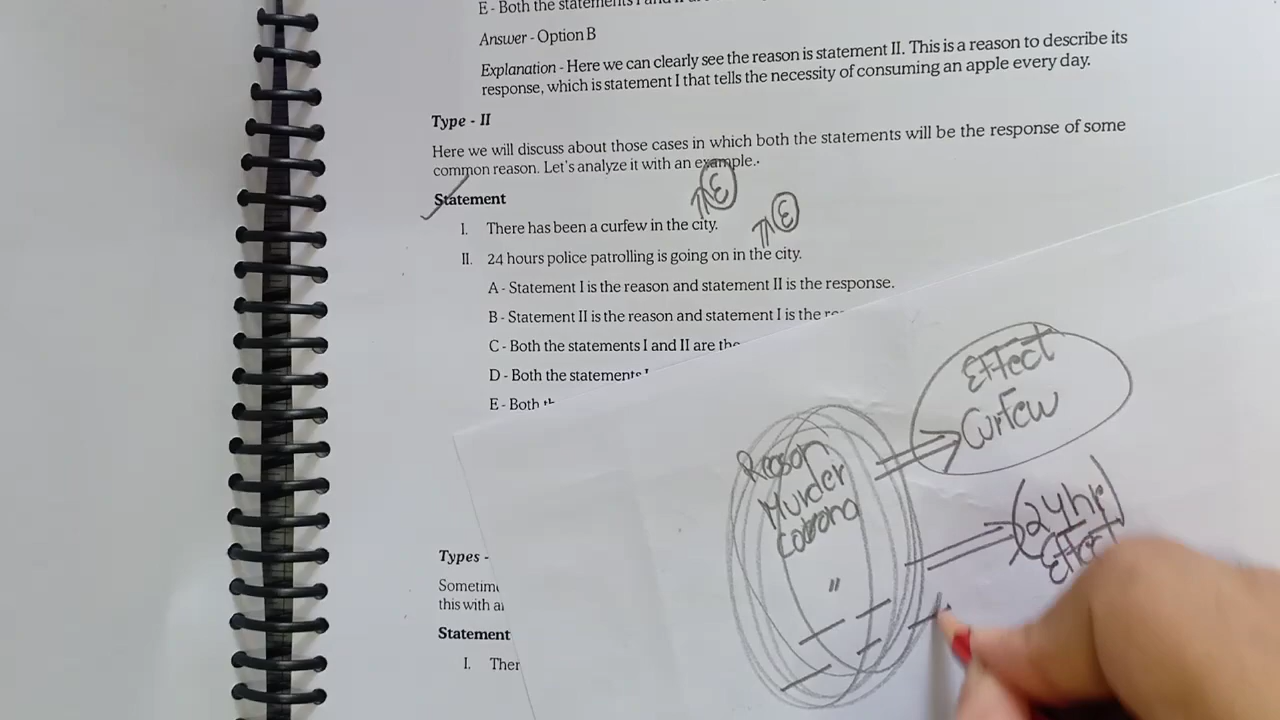 E - Both the statements I and II
Answer - Option B
Explanation - Here we can clearly see the reason is statement II. This is a reason to describe its
response, which is statement I that tells the necessity of consuming an apple every day.
Type - II
Here we will discuss about those cases in which both the statements will be the response of some
common reason. Let's analyze it with an example.
Statement
E
I. There has been a curfew in the city.
E
II. 24 hours police patrolling is going on in the city.
A - Statement I is the reason and statement II is the response.
B - Statement II is the reason and statement I is the
C - Both the statements I and II are the
D - Both the statements
E - Both
Effect
Curfew
Reason
Murder
Corona
"
24hr
Effect
Types -
this with
Statement
I.